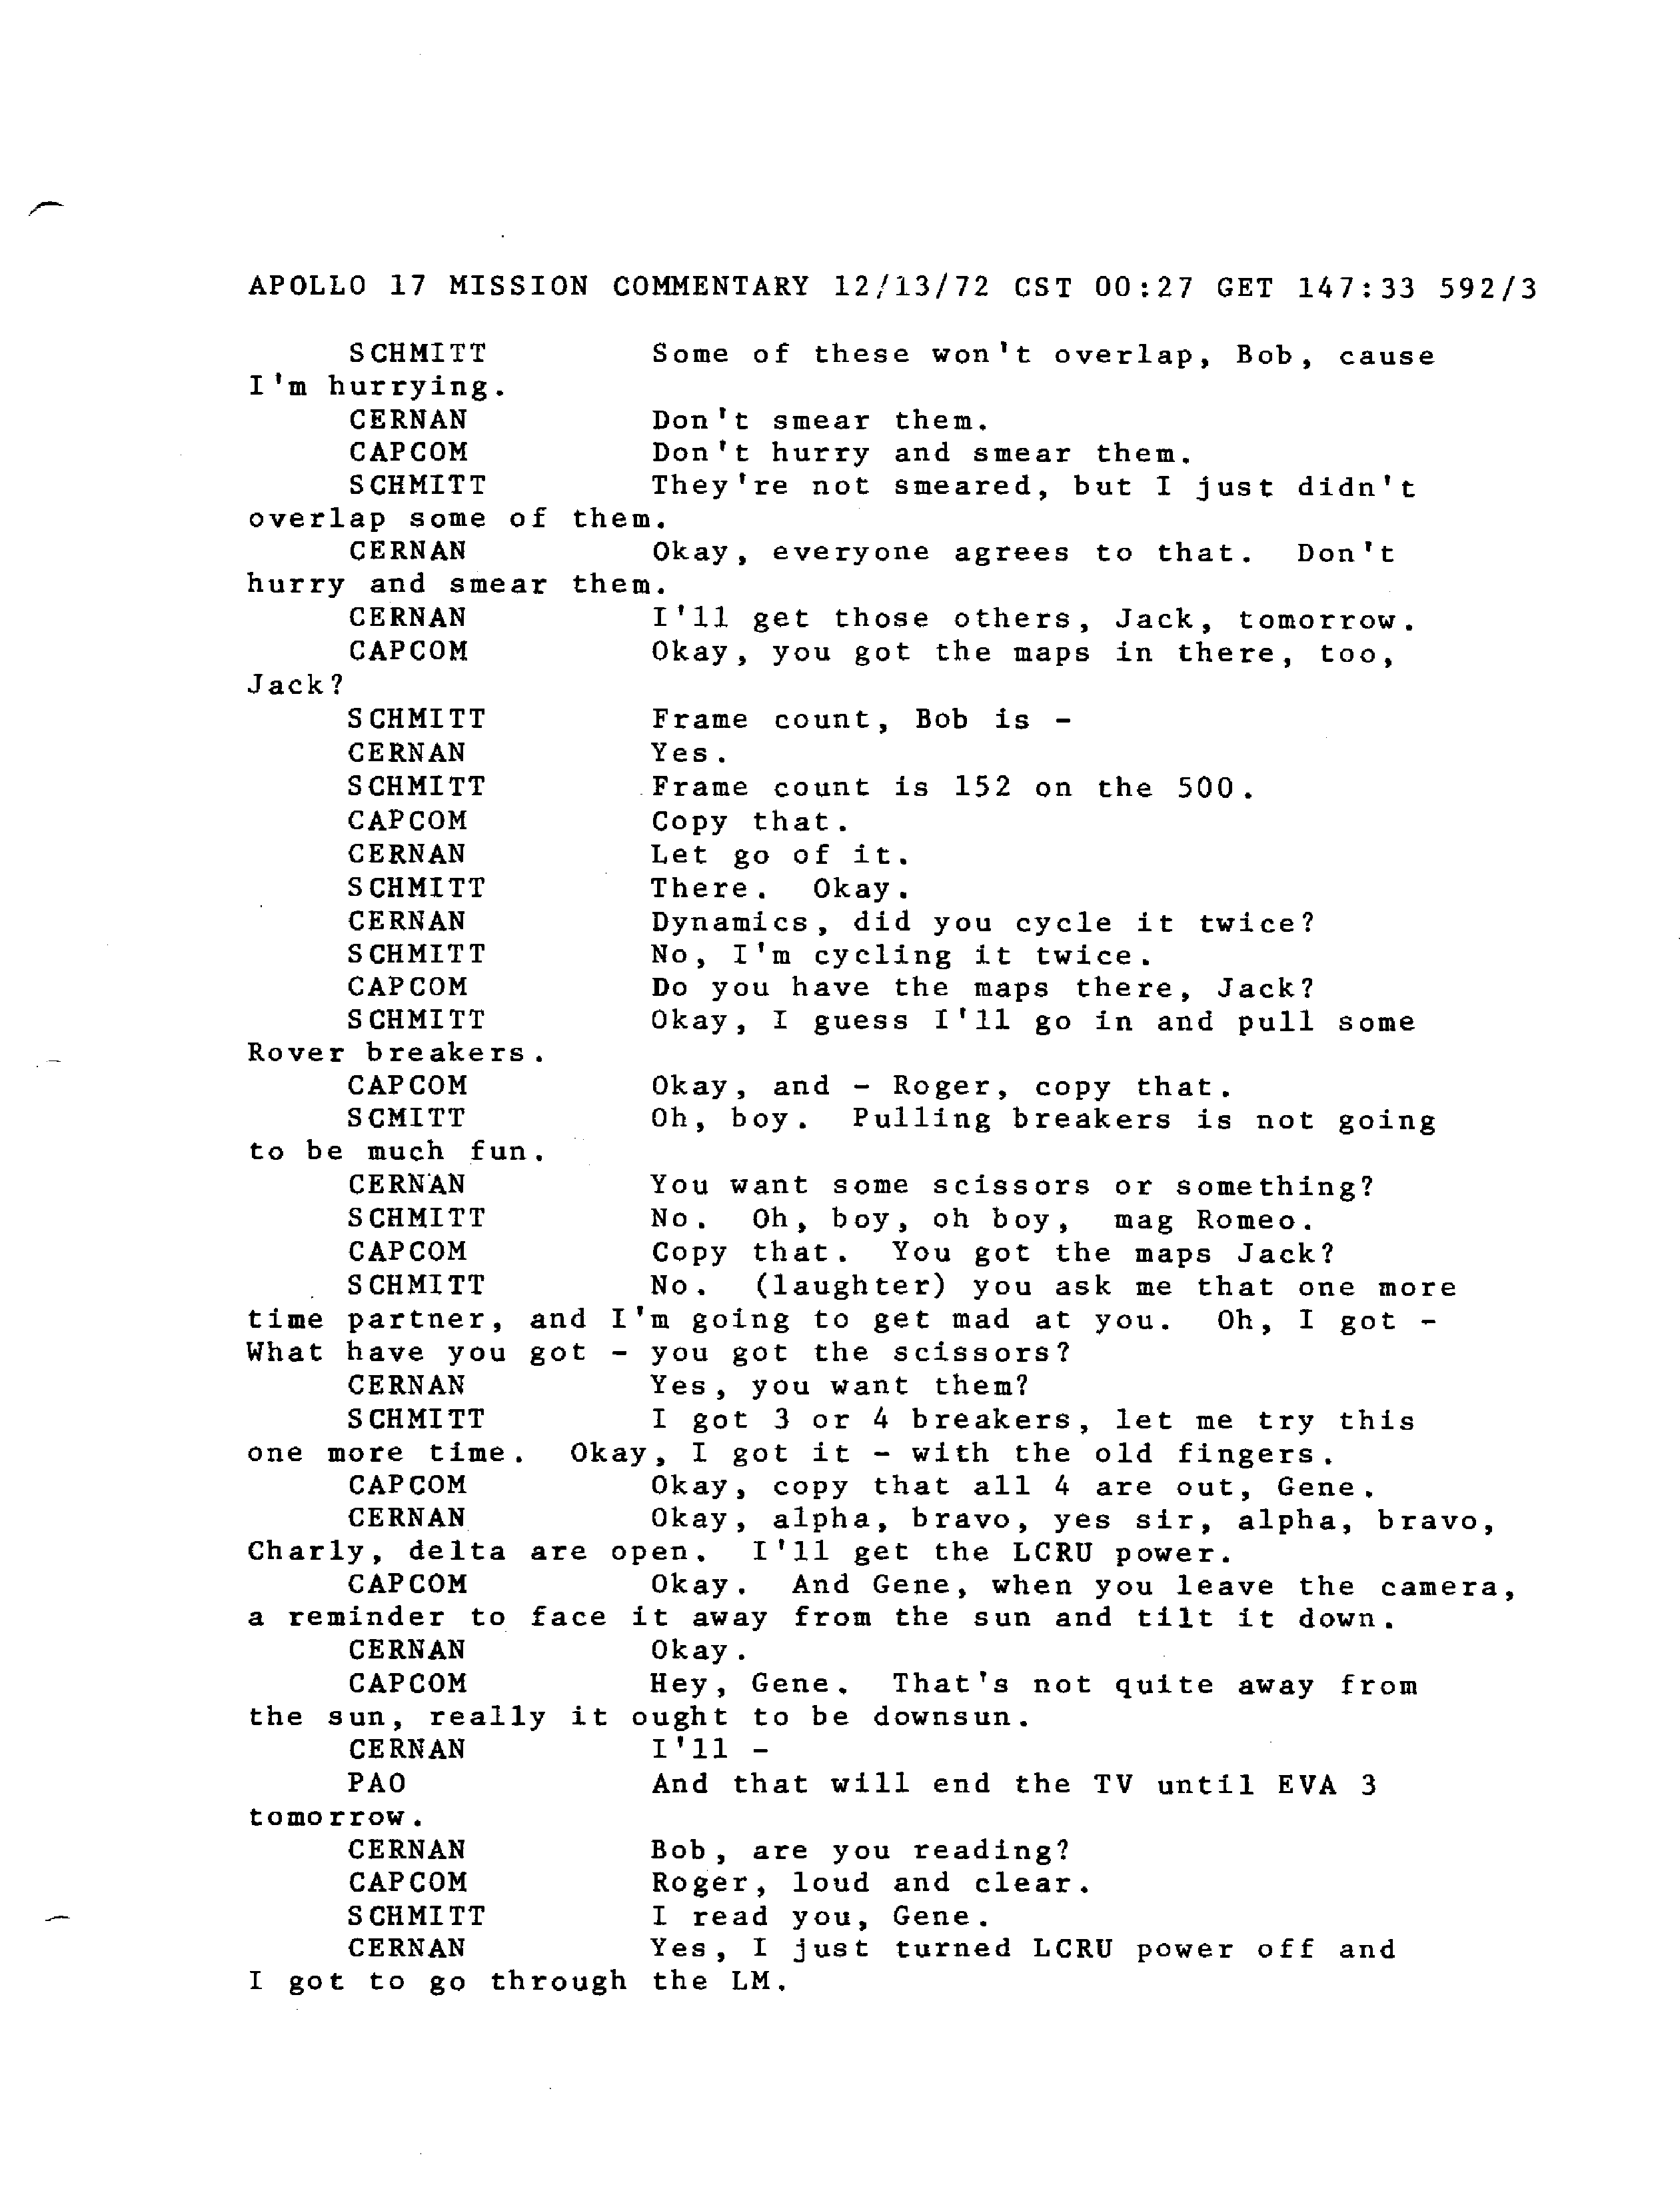 APOLLO 17 MISSION COMMENTARY 12/13/72 CST 00:27 GET 147:33 592/3
SCHMITT Some of these won't overlap, Bob, cause
I'm hurrying.
CERNAN Don't smear them.
CAPCOM Don't hurry and smear them.
SCHMITT They're not smeared, but I just didn't
overlap some of them.
CERNAN Okay, everyone agrees to that. Don't
hurry and smear them.
CERNAN I'll get those others, Jack, tomorrow.
CAPCOM Okay, you got the maps in there, too,
Jack?
SCHMITT Frame count, Bob is -
CERNAN Yes.
SCHMITT Frame count is 152 on the 500.
CAPCOM Copy that.
CERNAN Let go of it.
SCHMITT There. Okay.
CERNAN Dynamics, did you cycle it twice?
SCHMITT No, I'm cycling it twice.
CAPCOM Do you have the maps there, Jack?
SCHMITT Okay, I guess I'll go in and pull some
Rover breakers.
CAPCOM Okay, and - Roger, copy that.
SCMITT Oh, boy. Pulling breakers is not going
to be much fun.
CERNAN You want some scissors or something?
SCHMITT No. Oh, boy, oh boy, mag Romeo.
CAPCOM Copy that. You got the maps Jack?
SCHMITT No. (laughter) you ask me that one more
time partner, and I'm going to get mad at you. Oh, I got -
What have you got - you got the scissors?
CERNAN Yes, you want them?
SCHMITT I got 3 or 4 breakers, let me try this
one more time. Okay, I got it - with the old fingers.
CAPCOM Okay, copy that all 4 are out, Gene.
CERNAN Okay, alpha, bravo, yes sir, alpha, bravo,
Charly, delta are open. I'll get the LCRU power.
CAPCOM Okay. And Gene, when you leave the camera,
a reminder to face it away from the sun and tilt it down.
CERNAN Okay.
CAPCOM Hey, Gene. That's not quite away from
the sun, really it ought to be downsun.
CERNAN I'll -
PAO And that will end the TV until EVA 3
tomorrow.
CERNAN Bob, are you reading?
CAPCOM Roger, loud and clear.
SCHMITT I read you, Gene.
CERNAN Yes, I just turned LCRU power off and
I got to go through the LM.